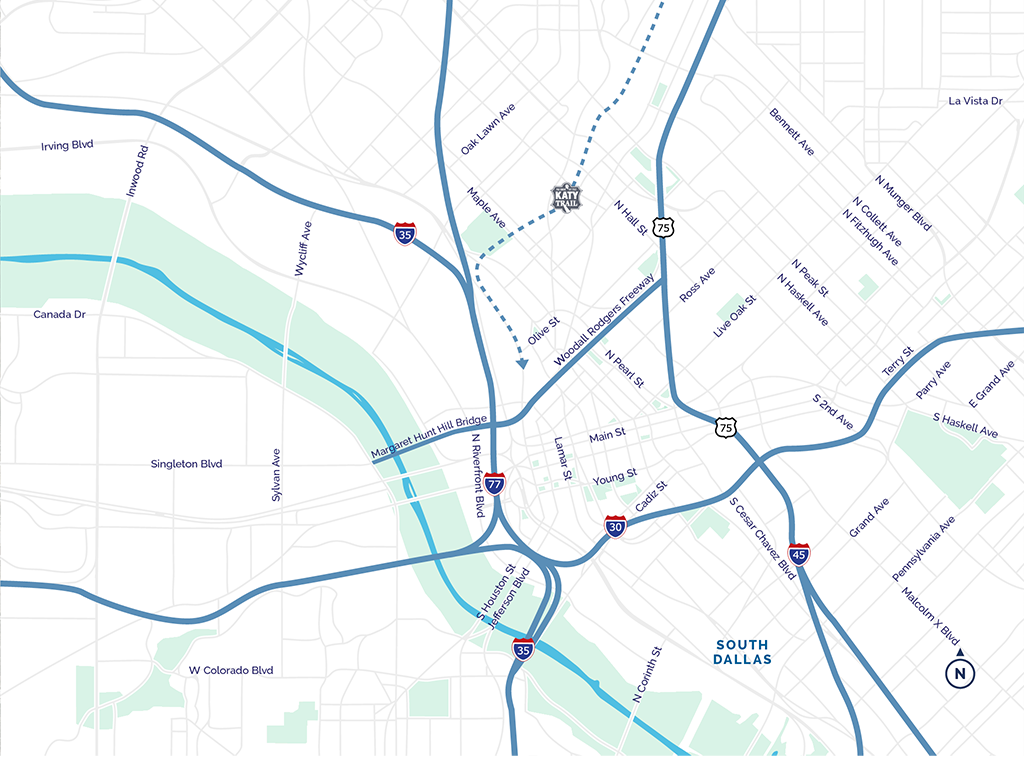 La Vista Dr
Oak Lawn Ave
Bennett Ave
Irving Blvd
Inwood Rd
KATY
TRAIL
Maple Ave
N Hall St
N Munger Blvd
N Collett Ave
N Fitzhugh Ave
75
35
Wycliff Ave
Ross Ave
N Peak St
N Haskell Ave
Live Oak St
Canada Dr
Olive St
Woodall Rodgers Freeway
N Pearl St
Terry St
Parry Ave
E Grand Ave
S 2nd Ave
S Haskell Ave
75
Margaret Hunt Hill Bridge
N Riverfront Blvd
Main St
Lamar St
Singleton Blvd
Sylvan Ave
Young St
77
Cadiz St
30
S Cesar Chavez Blvd
Grand Ave
45
Pennsylvania Ave
S Houston St
Jefferson Blvd
Malcolm X Blvd
35
SOUTH
DALLAS
W Colorado Blvd
N Corinth St
N